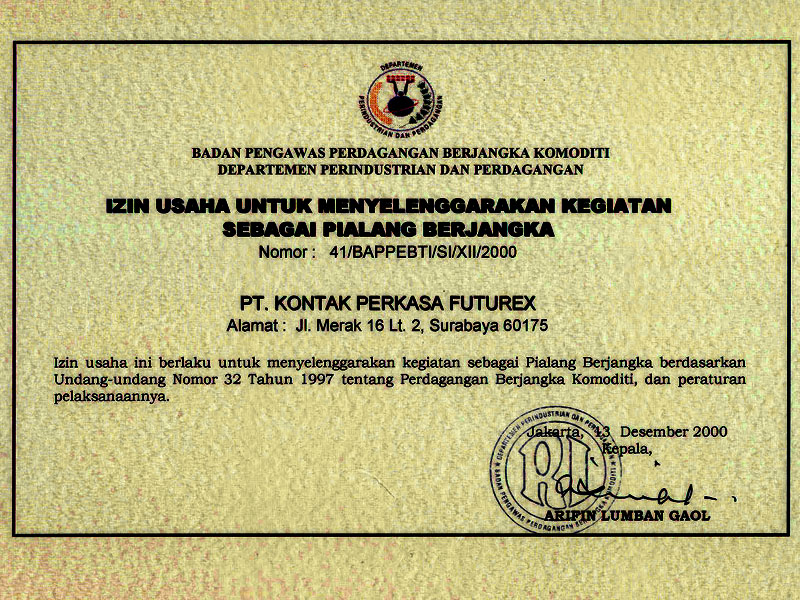 DEPARTEMEN
PERINDUSTRIAN DAN PERDAGANGAN
BADAN PENGAWAS PERDAGANGAN BERJANGKA KOMODITI
DEPARTEMEN PERINDUSTRIAN DAN PERDAGANGAN
IZIN USAHA UNTUK MENYELENGGARAKAN KEGIATAN
SEBAGAI PIALANG BERJANGKA
Nomor : 41/BAPPEBTI/SI/XII/2000
PT. KONTAK PERKASA FUTUREX
Alamat : Jl. Merak 16 Lt. 2, Surabaya 60175
Izin usaha ini berlaku untuk menyelenggarakan kegiatan sebagai Pialang Berjangka berdasarkan
Undang-undang Nomor 32 Tahun 1997 tentang Perdagangan Berjangka Komoditi, dan peraturan
pelaksanaannya.
Jakarta, 13 Desember 2000
Kepala,
DEPARTEMEN PERINDUSTRIAN DAN
RI
BADAN PENGAWAS PERDAGANGAN BERJANGKA KOMODITI
ARIFIN LUMBAN GAOL